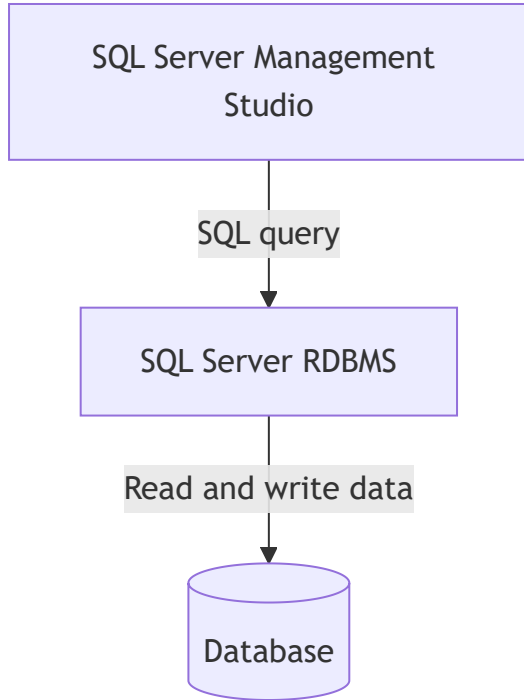 SQL Server Management
Studio
SQL query
SQL Server RDBMS
Read and write data
Database